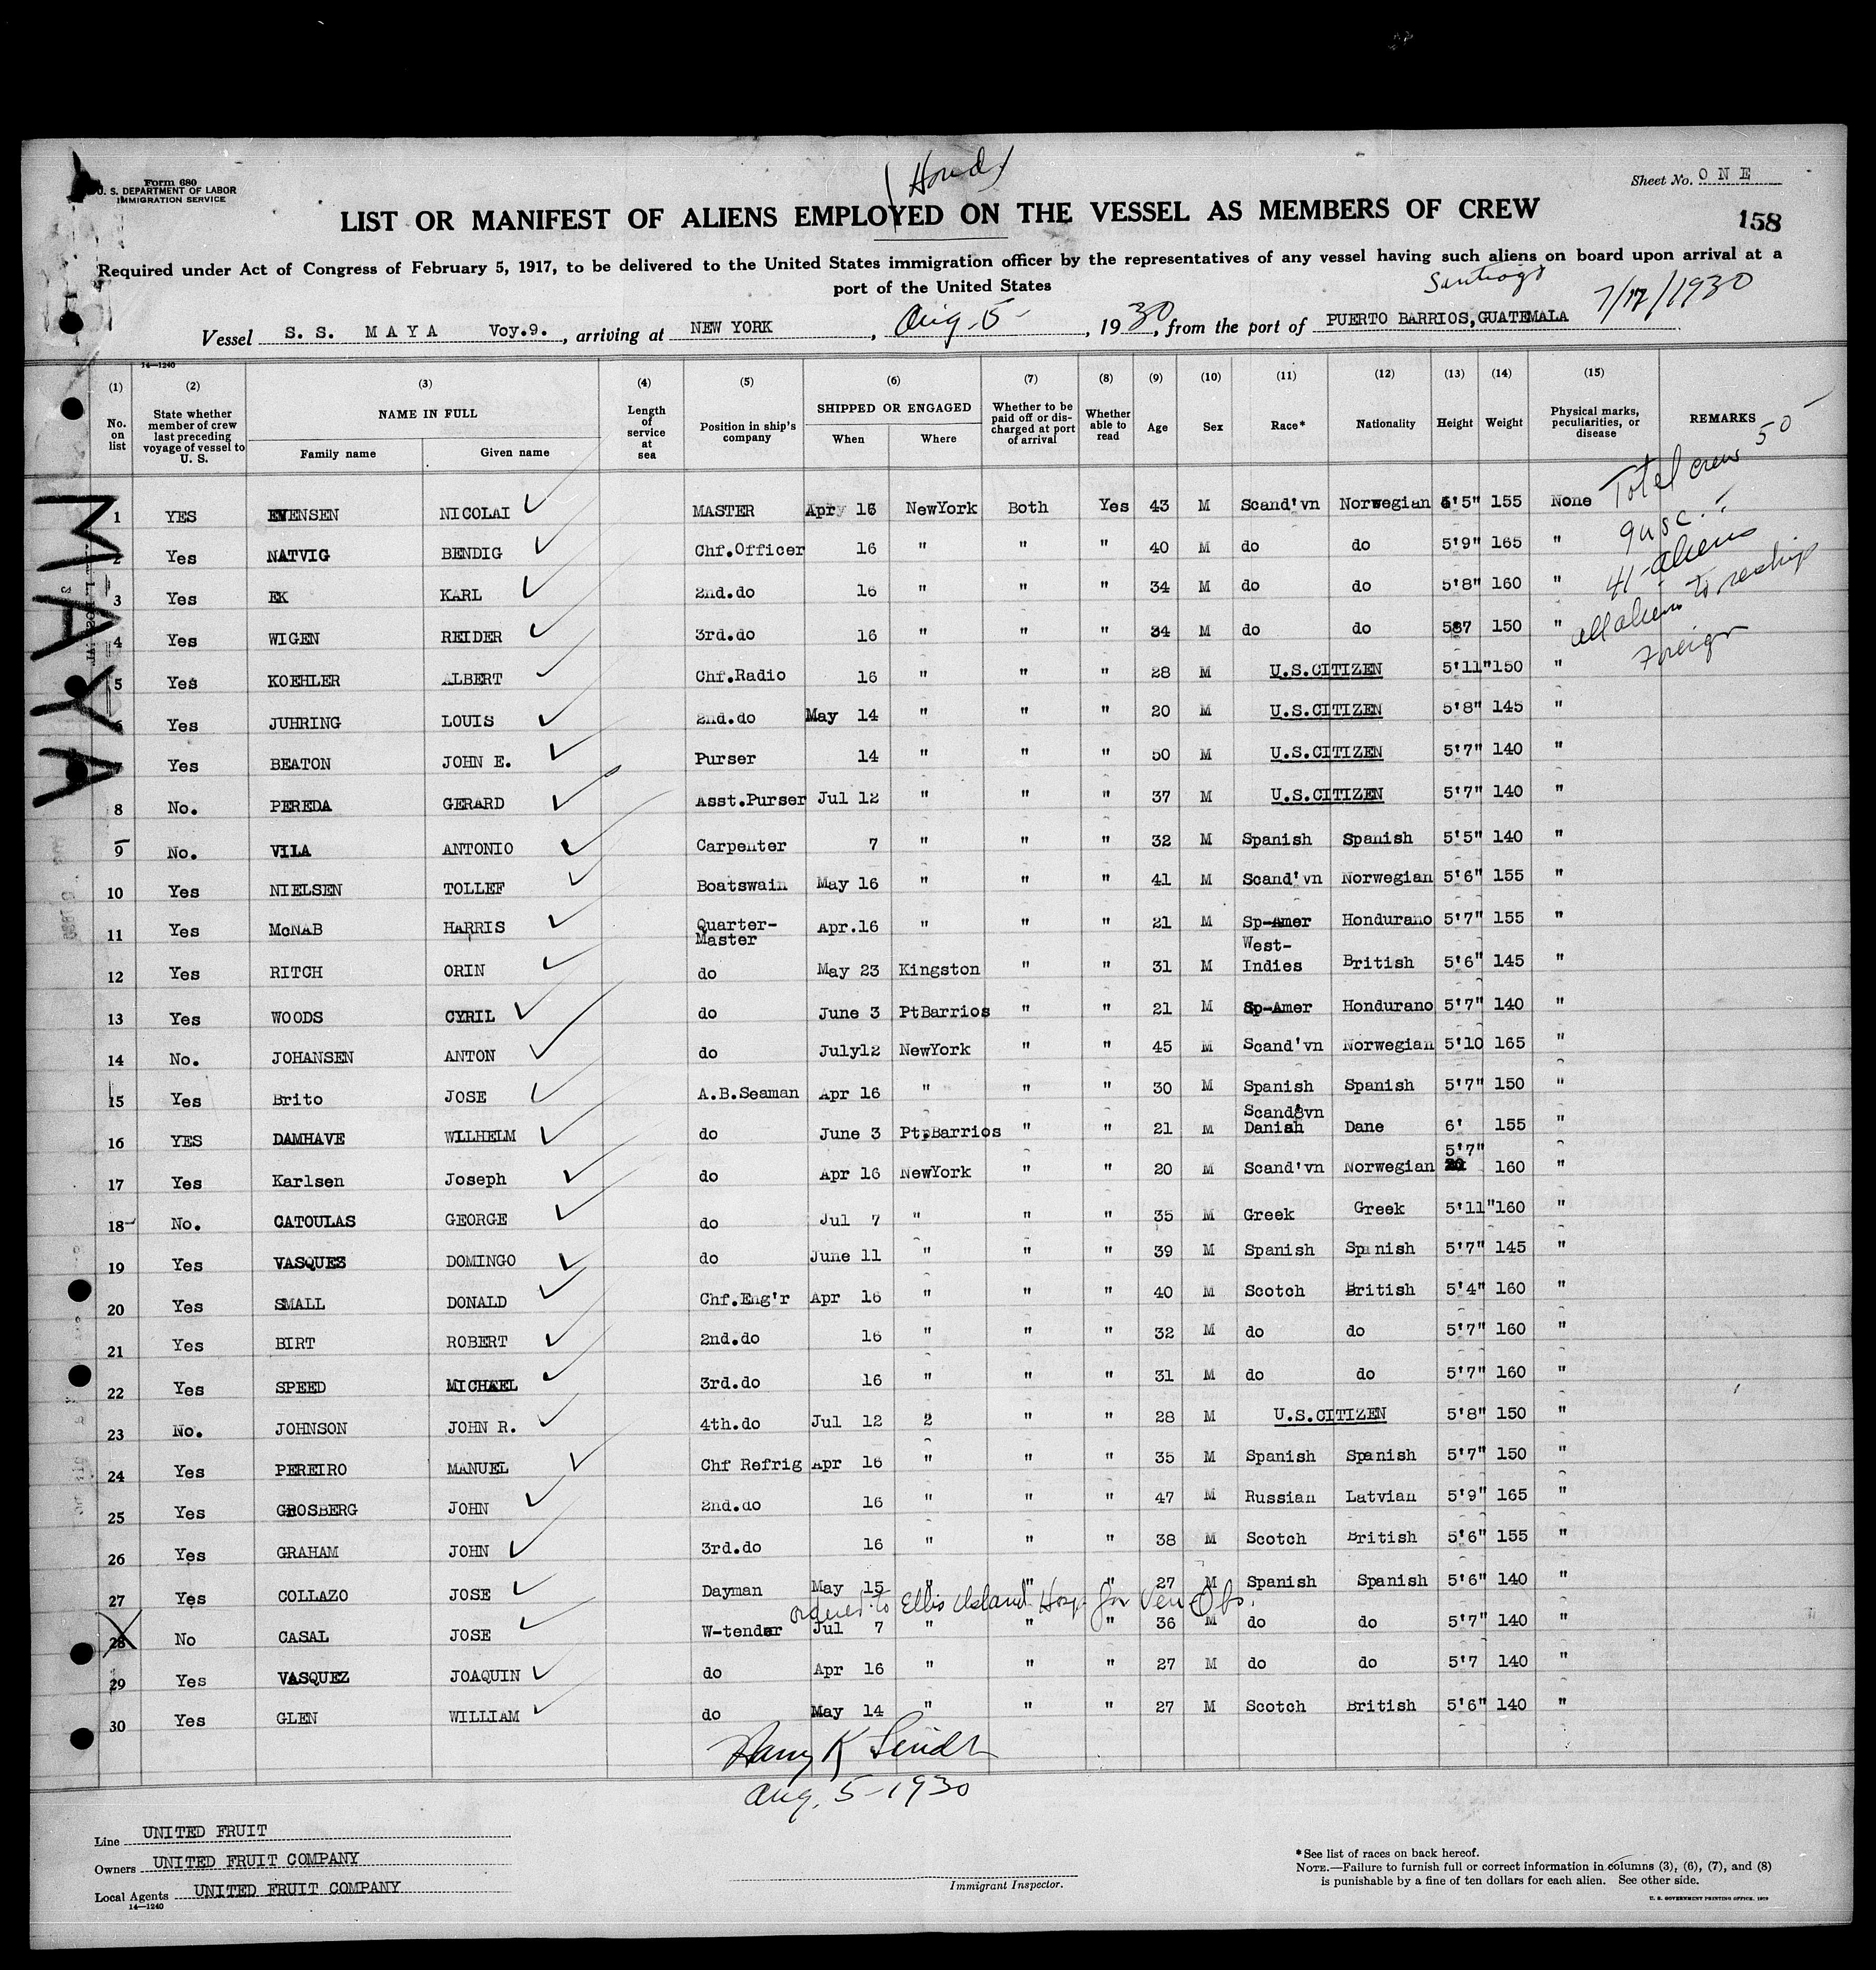 (Hond)
Form 680
U. S. DEPARTMENT OF LABOR
IMMIGRATION SERVICE
Sheet No. O N E
LIST OR MANIFEST OF ALIENS EMPLOYED ON THE VESSEL AS MEMBERS OF CREW
158
Required under Act of Congress of February 5, 1917, to be delivered to the United States immigration officer by the representatives of any vessel having such aliens on board upon arrival at a
port of the United States
Santiago 7/17/1930
Vessel S. S. M A Y A Voy.9. , arriving at NEW YORK , Aug-5- , 1930, from the port of PUERTO BARRIOS, GUATEMALA
14—1240
(1) (2) (3) (4) (5) (6) (7) (8) (9) (10) (11) (12) (13) (14) (15)
No. on list State whether member of crew last preceding voyage of vessel to U. S. NAME IN FULL Length of service at sea Position in ship's company SHIPPED OR ENGAGED Whether to be paid off or discharged at port of arrival Whether able to read Age Sex Race* Nationality Height Weight Physical marks, peculiarities, or disease REMARKS
Family name Given name When Where
Total crew 50
9 usc.
41-aliens
all aliens to reship
foreign
MAYA
1 YES EVENSEN NICOLAI MASTER Apr 16 NewYork Both Yes 43 M Scand'vn Norwegian 6'5" 155 None
2 Yes NATVIG BENDIG Chf.Officer 16 " " " 40 M do do 5'9" 165 "
3 Yes EK KARL 2nd.do 16 " " " 34 M do do 5'8" 160 "
4 Yes WIGEN REIDER 3rd.do 16 " " " 34 M do do 587 150 "
5 Yes KOEHLER ALBERT Chf.Radio 16 " " " 28 M U.S.CITIZEN 5'11" 150 "
6 Yes JUHRING LOUIS 2nd.do May 14 " " " 20 M U.S.CITIZEN 5'8" 145 "
7 Yes BEATON JOHN E. Purser 14 " " " 50 M U.S.CITIZEN 5'7" 140 "
8 No. PEREDA GERARD Asst.Purser Jul 12 " " " 37 M U.S.CITIZEN 5'7" 140 "
9 No. VILA ANTONIO Carpenter 7 " " " 32 M Spanish Spanish 5'5" 140 "
10 Yes NIELSEN TOLLEF Boatswain May 16 " " " 41 M Scand'vn Norwegian 5'6" 155 "
11 Yes McNAB HARRIS Quarter-Master Apr.16 " " " 21 M Sp-Amer Hondurano 5'7" 155 "
12 Yes RITCH ORIN do May 23 Kingston " " 31 M West-Indies British 5'6" 145 "
13 Yes WOODS CYRIL do June 3 PtBarrios " " 21 M Sp-Amer Hondurano 5'7" 140 "
14 No. JOHANSEN ANTON do July12 NewYork " " 45 M Scand'vn Norwegian 5'10 165 "
15 Yes Brito JOSE A.B.Seaman Apr 16 " " " 30 M Spanish Spanish 5'7" 150 "
16 YES DAMHAVE WILHELM do June 3 Pt.Barrios " " 21 M Scand8vn Danish Dane 6' 155 "
17 Yes Karlsen Joseph do Apr 16 NewYork " " 20 M Scand'vn Norwegian 5'7" 160 "
18 No. CATOULAS GEORGE do Jul 7 " " " 35 M Greek Greek 5'11" 160 "
19 Yes VASQUES DOMINGO do June 11 " " " 39 M Spanish Spanish 5'7" 145 "
20 Yes SMALL DONALD Chf.Eng'r Apr 16 " " " 40 M Scotch British 5'4" 160 "
21 Yes BIRT ROBERT 2nd.do 16 " " " 32 M do do 5'7" 160 "
22 Yes SPEED MICHAEL 3rd.do 16 " " " 31 M do do 5'7" 160 "
23 No. JOHNSON JOHN R. 4th.do Jul 12 2 " " 28 M U.S.CITIZEN 5'8" 150 "
24 Yes PEREIRO MANUEL Chf Refrig Apr 16 " " " 35 M Spanish Spanish 5'7" 150 "
25 Yes GROSBERG JOHN 2nd.do 16 " " " 47 M Russian Latvian 5'9" 165 "
26 Yes GRAHAM JOHN 3rd.do 16 " " " 38 M Scotch British 5'6" 155 "
27 Yes COLLAZO JOSE Dayman May 15 " " " 27 M Spanish Spanish 5'6" 140 "
ordered to Ellis Island Hosp for Ven Obs.
28 No CASAL JOSE W-tender Jul 7 " " " 36 M do do 5'7" 140 "
29 Yes VASQUEZ JOAQUIN do Apr 16 " " " 27 M do do 5'7 140 "
30 Yes GLEN WILLIAM do May 14 " " " 27 M Scotch British 5'6" 140 "
Harry K
Aug. 5-1930
Line UNITED FRUIT
Owners UNITED FRUIT COMPANY
Local Agents UNITED FRUIT COMPANY
14—1240
Immigrant Inspector.
*See list of races on back hereof.
NOTE.—Failure to furnish full or correct information in columns (3), (6), (7), and (8)
is punishable by a fine of ten dollars for each alien. See other side.
U. S. GOVERNMENT PRINTING OFFICE. 1929